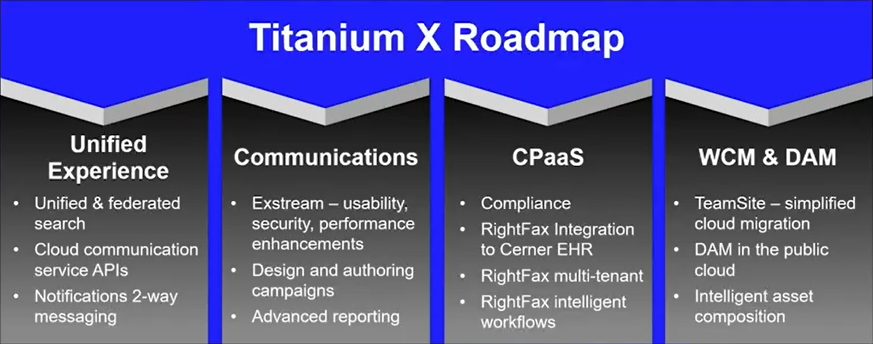 Titanium X Roadmap
Unified
Experience
• Unified & federated
search
• Cloud communication
service APIs
• Notifications 2-way
messaging
Communications
• Exstream – usability,
security, performance
enhancements
• Design and authoring
campaigns
• Advanced reporting
CPaaS
• Compliance
• RightFax Integration
to Cerner EHR
• RightFax multi-tenant
• RightFax intelligent
workflows
WCM & DAM
• TeamSite – simplified
cloud migration
• DAM in the public
cloud
• Intelligent asset
composition